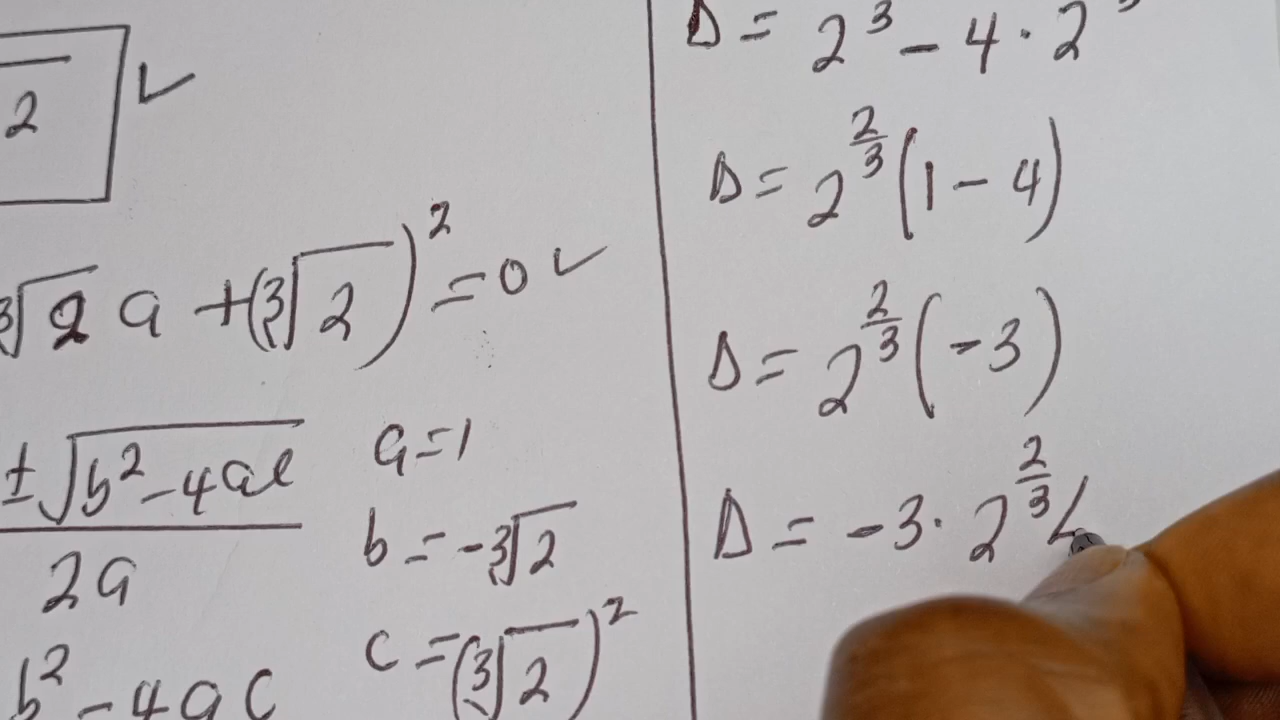 2 ✓
∛2 a + (∛2)² = 0 ✓
± √(b² - 4ac)
2a
b² - 4ac
a = 1
b = -∛2
c = (∛2)²
Δ = 2³ - 4 · 2
Δ = 2^(2/3) (1 - 4)
Δ = 2^(2/3) (-3)
Δ = -3 · 2^(2/3) <